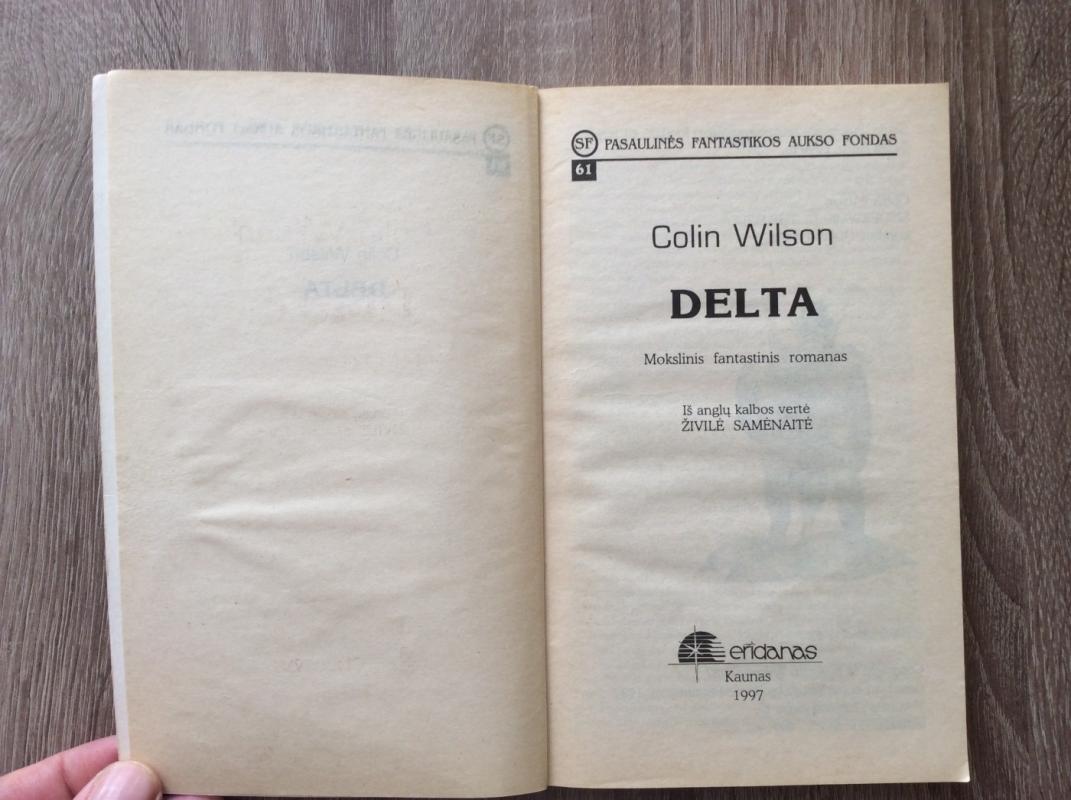 SF PASAULINĖS FANTASTIKOS AUKSO FONDAS
61
Colin Wilson
DELTA
Mokslinis fantastinis romanas
Iš anglų kalbos vertė
ŽIVILĖ SAMĖNAITĖ
eridanas
Kaunas
1997